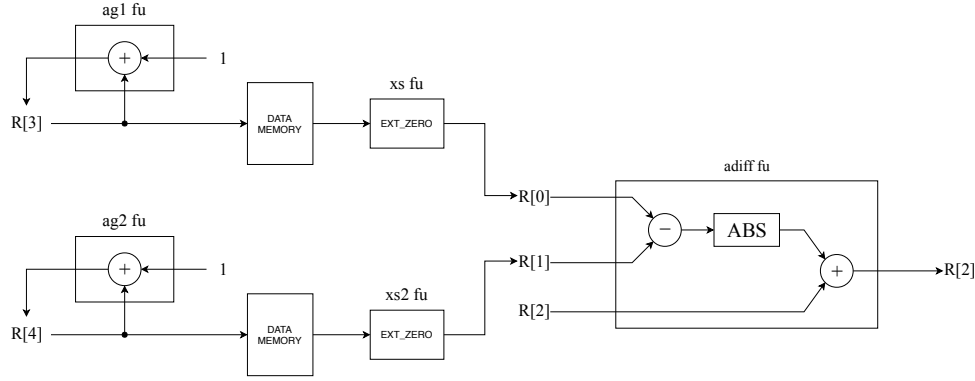 ag1 fu
+
1
xs fu
R[3]
DATA
MEMORY
EXT_ZERO
adiff fu
R[0]
ag2 fu
−
ABS
+
1
R[1]
+
R[2]
xs2 fu
R[2]
R[4]
DATA
MEMORY
EXT_ZERO